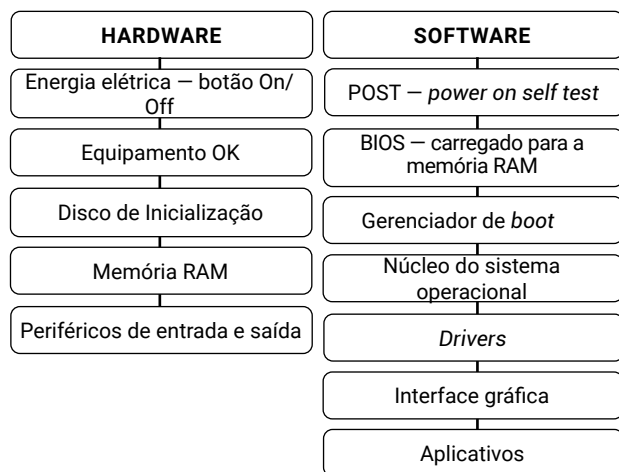 HARDWARE
Energia elétrica — botão On/
Off
Equipamento OK
Disco de Inicialização
Memória RAM
Periféricos de entrada e saída
SOFTWARE
POST — power on self test
BIOS — carregado para a
memória RAM
Gerenciador de boot
Núcleo do sistema
operacional
Drivers
Interface gráfica
Aplicativos